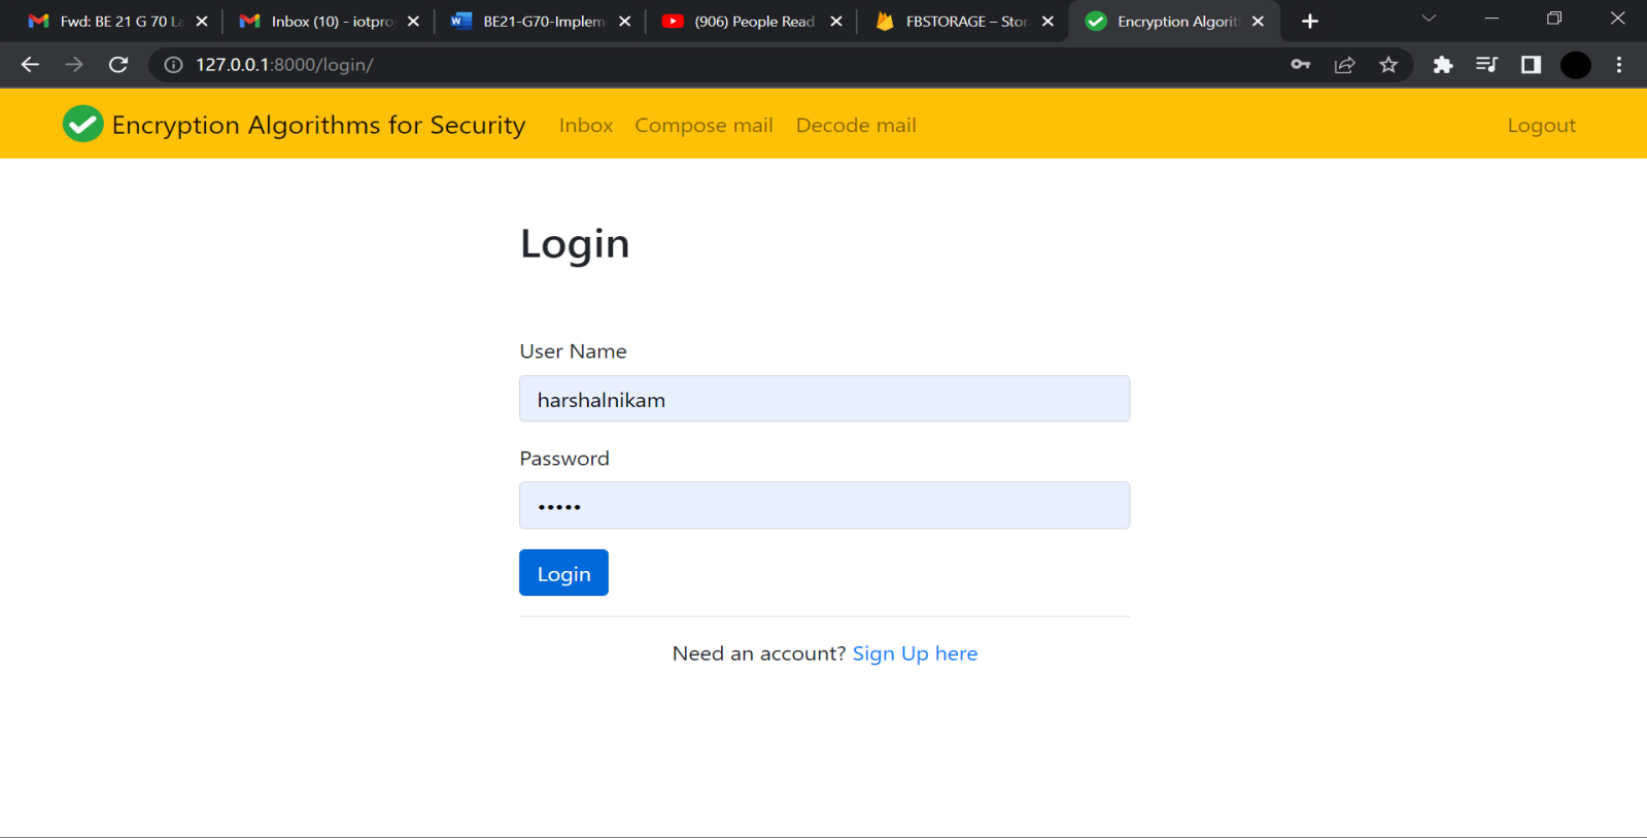 Fwd: BE 21 G 70 La
Inbox (10) - iotpro
BE21-G70-Implem
(906) People Read
FBSTORAGE – Stor
Encryption Algorit
127.0.0.1:8000/login/
Encryption Algorithms for Security Inbox Compose mail Decode mail Logout
Login
User Name
harshalnikam
Password
•••••
Login
Need an account? Sign Up here